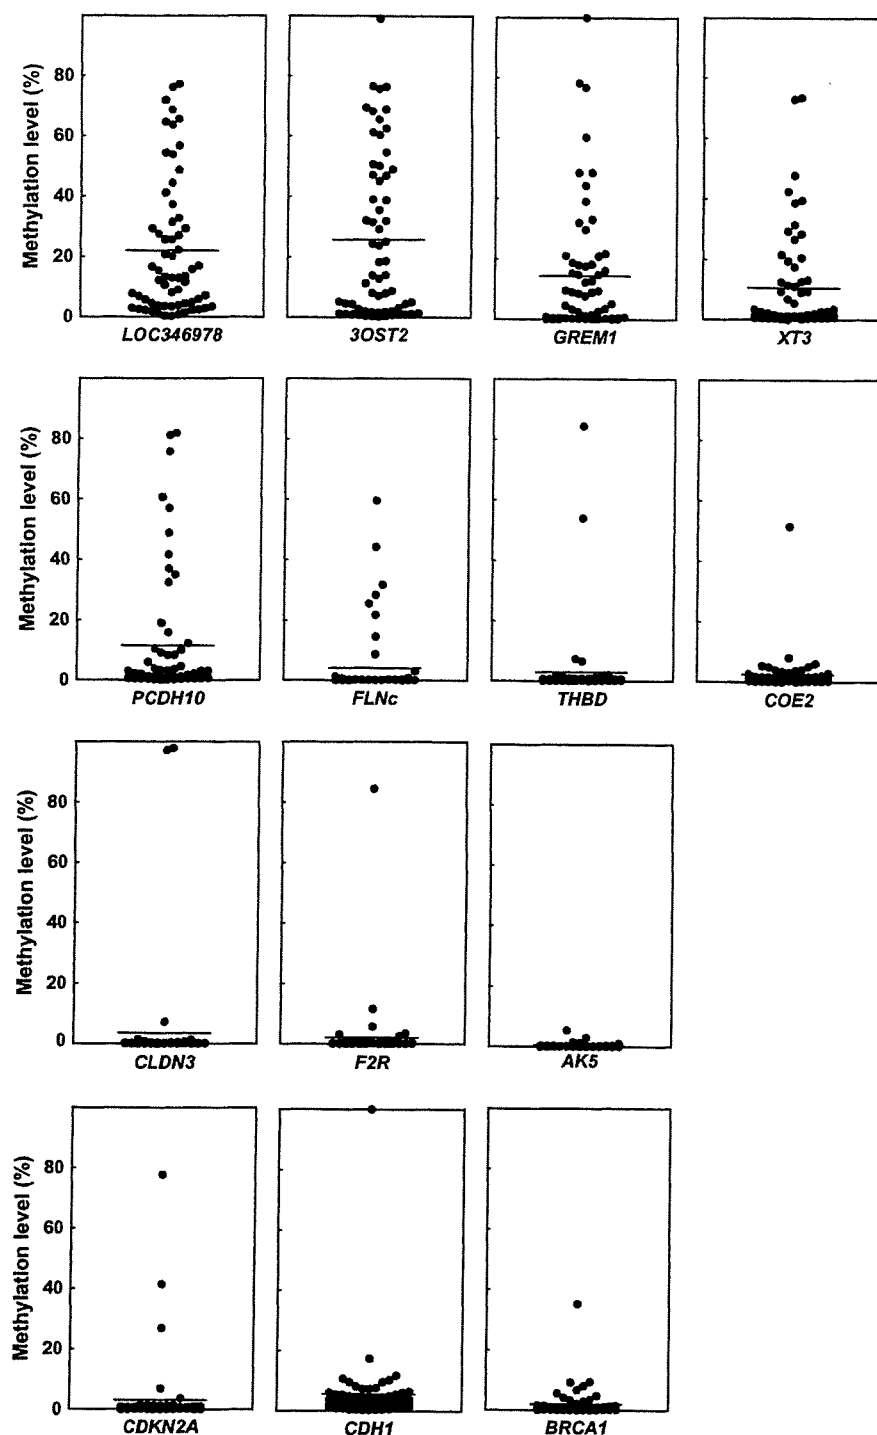 Methylation level (%)
80
60
40
20
0
LOC346978 3OST2 GREM1 XT3
Methylation level (%)
80
60
40
20
0
PCDH10 FLNc THBD COE2
Methylation level (%)
80
60
40
20
0
CLDN3 F2R AK5
Methylation level (%)
80
60
40
20
0
CDKN2A CDH1 BRCA1